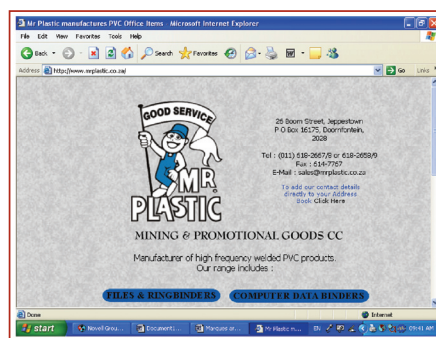 Mr Plastic manufactures PVC Office Items - Microsoft Internet Explorer
File Edit View Favorites Tools Help
Back Search Favorites
Address http://www.mrplastic.co.za/ Go Links
GOOD SERVICE
MR.
PLASTIC
26 Boom Street, Jeppestown
P O Box 16175, Doornfontein,
2028
Tel : (011) 618-2667/8 or 618-2658/9
Fax : 614-7767
E-Mail : sales@mrplastic.co.za
To add our contact details
directly to your Address
Book Click Here
MINING & PROMOTIONAL GOODS CC
Manufacturer of high frequency welded PVC products.
Our range includes :
FILES & RINGBINDERS COMPUTER DATA BINDERS
Done Internet
start Novell Grou... Document1... Marques or... Mr Plastic m... EN 09:41 AM